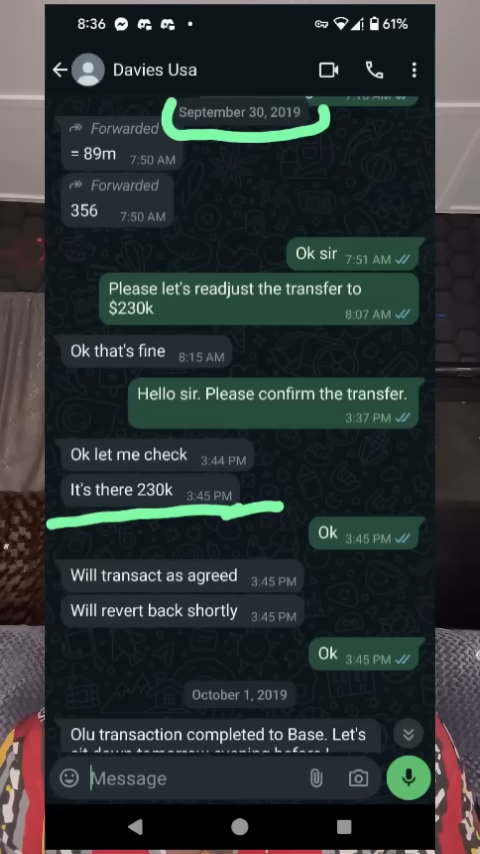 8:36
61%
Davies Usa
September 30, 2019
Forwarded
= 89m 7:50 AM
Forwarded
356 7:50 AM
Ok sir 7:51 AM
Please let's readjust the transfer to
$230k
8:07 AM
Ok that's fine 8:15 AM
Hello sir. Please confirm the transfer.
3:37 PM
Ok let me check 3:44 PM
It's there 230k 3:45 PM
Ok 3:45 PM
Will transact as agreed 3:45 PM
Will revert back shortly 3:45 PM
Ok 3:45 PM
October 1, 2019
Olu transaction completed to Base. Let's
Message